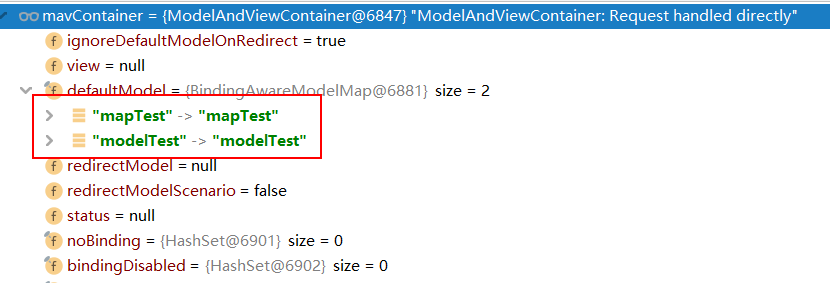 mavContainer = {ModelAndViewContainer@6847} "ModelAndViewContainer: Request handled directly"
f ignoreDefaultModelOnRedirect = true
f view = null
f defaultModel = {BindingAwareModelMap@6881} size = 2
"mapTest" -> "mapTest"
"modelTest" -> "modelTest"
f redirectModel = null
f redirectModelScenario = false
f status = null
f noBinding = {HashSet@6901} size = 0
f bindingDisabled = {HashSet@6902} size = 0